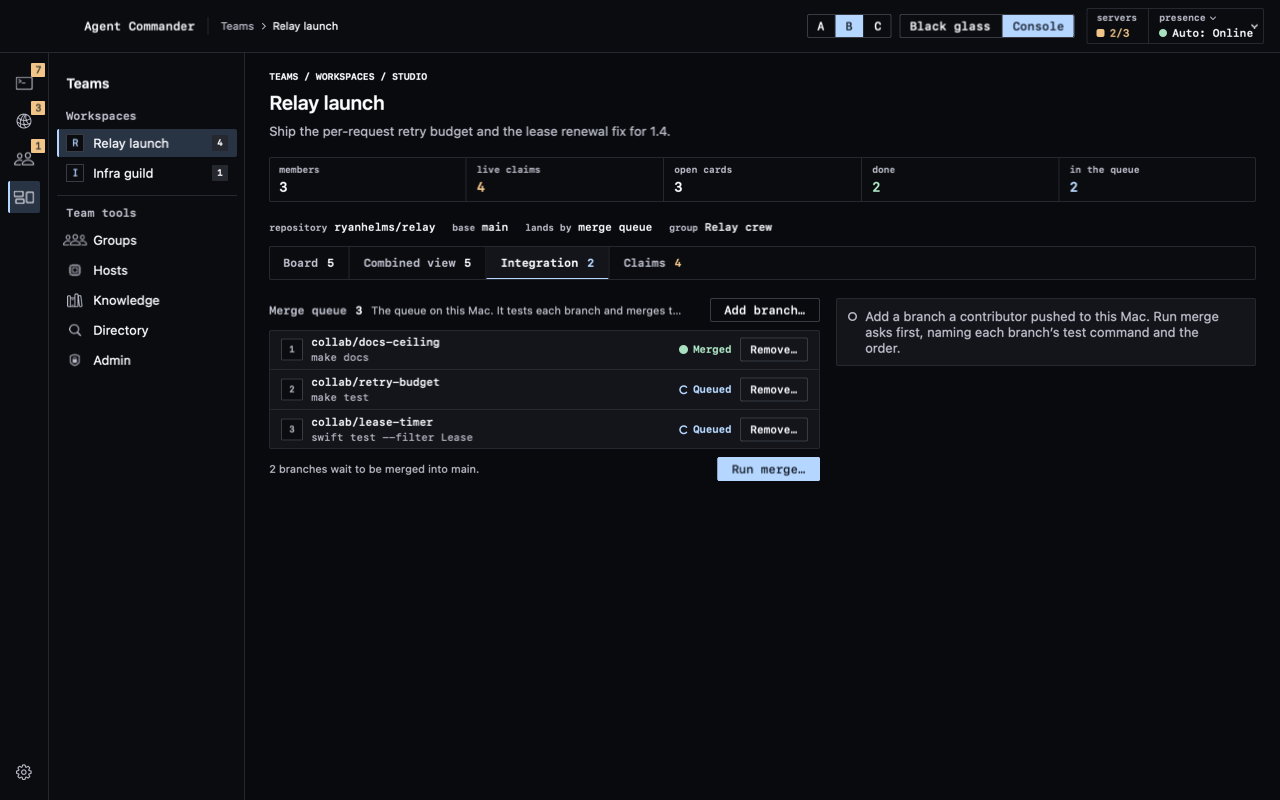 Agent Commander
Teams > Relay launch
A B C
Black glass Console
servers
2/3
presence
Auto: Online
7
3
1
Teams
Workspaces
R Relay launch 4
I Infra guild 1
Team tools
Groups
Hosts
Knowledge
Directory
Admin
TEAMS / WORKSPACES / STUDIO
Relay launch
Ship the per-request retry budget and the lease renewal fix for 1.4.
members
3
live claims
4
open cards
3
done
2
in the queue
2
repository ryanhelms/relay base main lands by merge queue group Relay crew
Board 5 Combined view 5 Integration 2 Claims 4
Merge queue 3 The queue on this Mac. It tests each branch and merges t… Add branch…
1 collab/docs-ceiling
make docs
Merged Remove…
2 collab/retry-budget
make test
Queued Remove…
3 collab/lease-timer
swift test --filter Lease
Queued Remove…
2 branches wait to be merged into main. Run merge…
Add a branch a contributor pushed to this Mac. Run merge
asks first, naming each branch's test command and the
order.